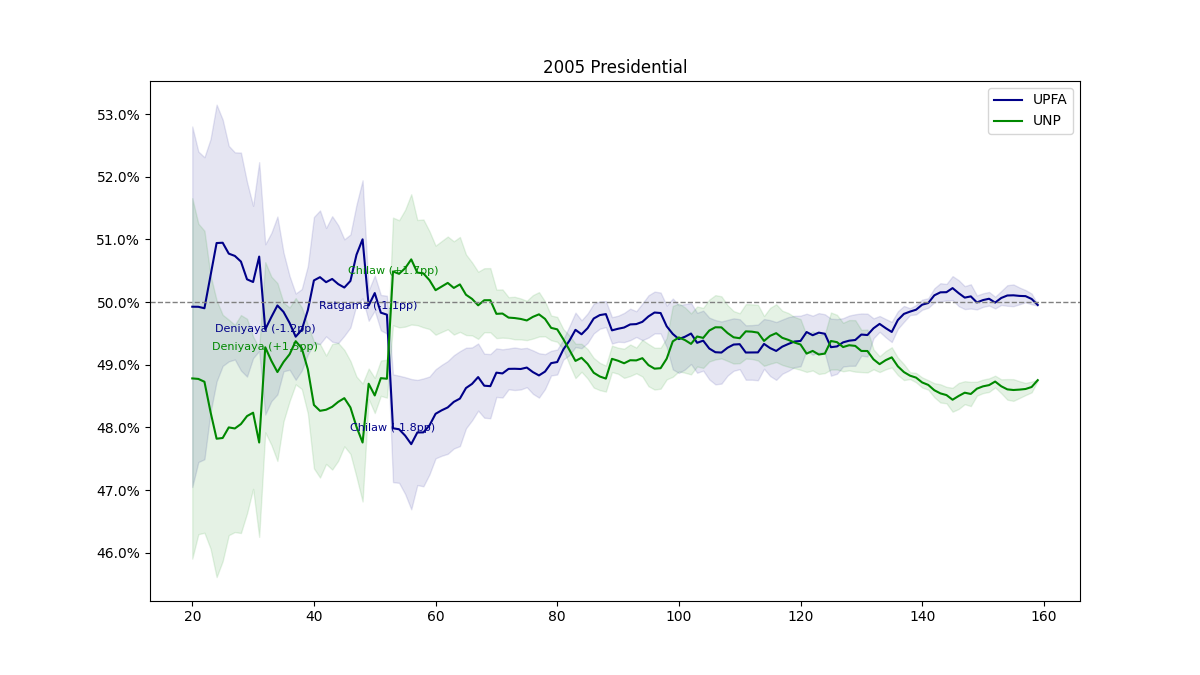 2005 Presidential
53.0%
52.0%
51.0%
50.0%
49.0%
48.0%
47.0%
46.0%
UPFA
UNP
Chilaw (+1.7pp)
Ratgama (-1.1pp)
Deniyaya (-1.2pp)
Deniyaya (+1.5pp)
Chilaw (-1.8pp)
20 40 60 80 100 120 140 160